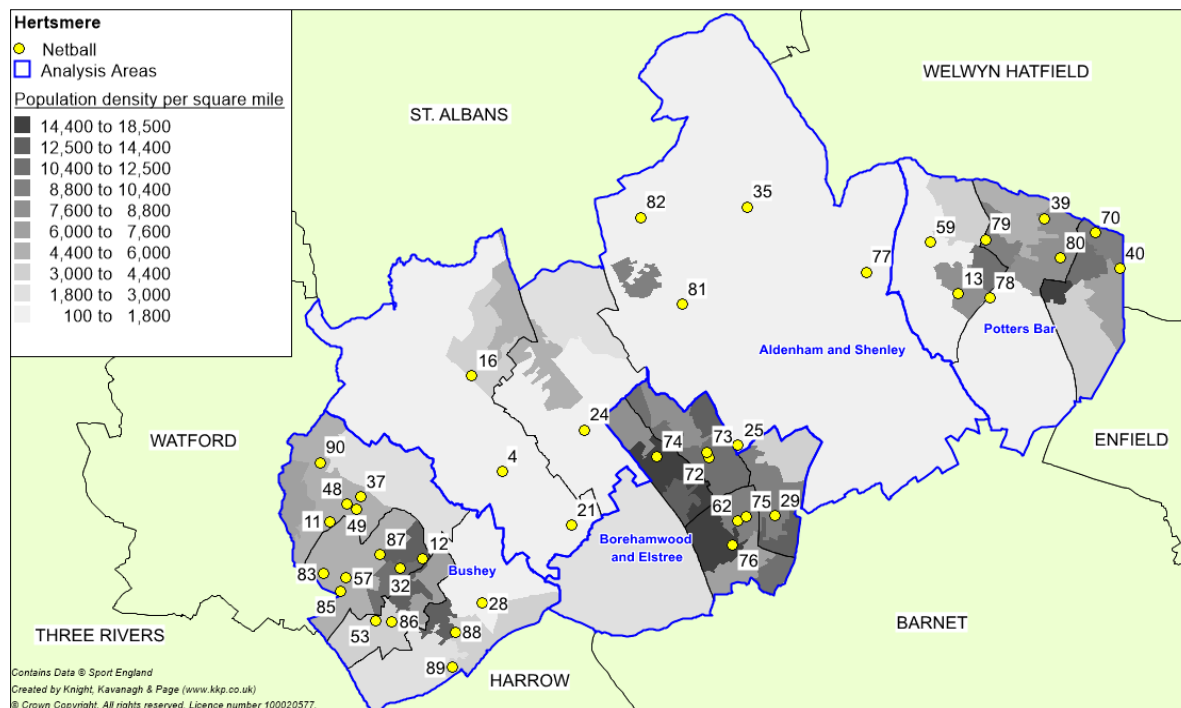 Hertsmere
Netball
Analysis Areas
Population density per square mile
14,400 to 18,500
12,500 to 14,400
10,400 to 12,500
8,800 to 10,400
7,600 to 8,800
6,000 to 7,600
4,400 to 6,000
3,000 to 4,400
1,800 to 3,000
100 to 1,800
WELWYN HATFIELD
ST. ALBANS
82
35
39
70
59
79
80
40
77
13
78
81
Potters Bar
Aldenham and Shenley
16
24
73
25
WATFORD
74
ENFIELD
90
4
72
37
48
49
11
21
62
75
29
Borehamwood
and Elstree
87
12
76
83
57
32
Bushey
85
28
THREE RIVERS
53
86
88
BARNET
89
HARROW
Contains Data © Sport England
Created by Knight, Kavanagh & Page (www.kkp.co.uk)
© Crown Copyright. All rights reserved. Licence number 100020577.